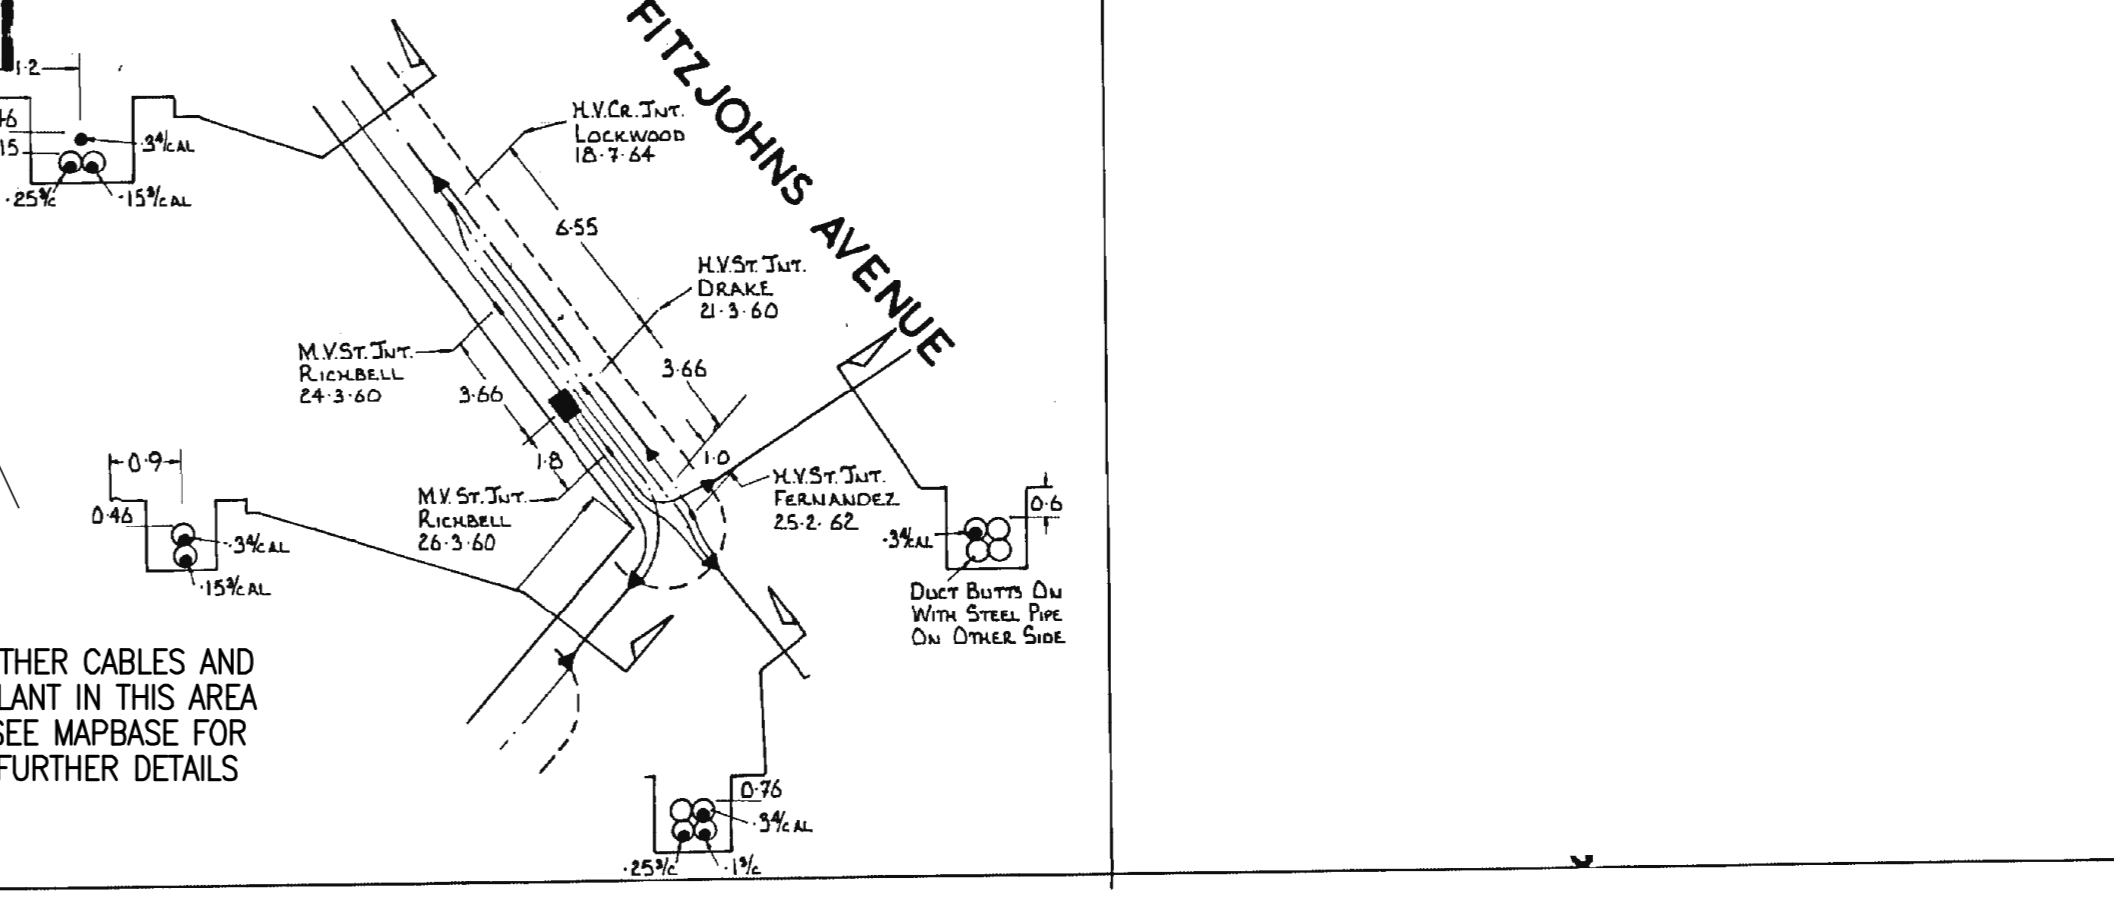 FITZJOHNS AVENUE
1·2
15
·3⁴/CAL
·25³/C
·15³/CAL
H.V.CR.JNT.
LOCKWOOD
18·7·64
6·55
H.V.ST.JNT.
DRAKE
21·3·60
3·66
M.V.ST.JNT.
RICHBELL
24·3·60
3·66
1·8
1·0
M.V.ST.JNT.
RICHBELL
26·3·60
H.V.ST.JNT.
FERNANDEZ
25·2·62
0·9
0·46
·3⁴/CAL
·15³/CAL
0·6
·3⁴/CAL
DUCT BUTTS ON
WITH STEEL PIPE
ON OTHER SIDE
THER CABLES AND
LANT IN THIS AREA
SEE MAPBASE FOR
FURTHER DETAILS
0·76
·3⁴/CAL
·25³/C
·1³/C